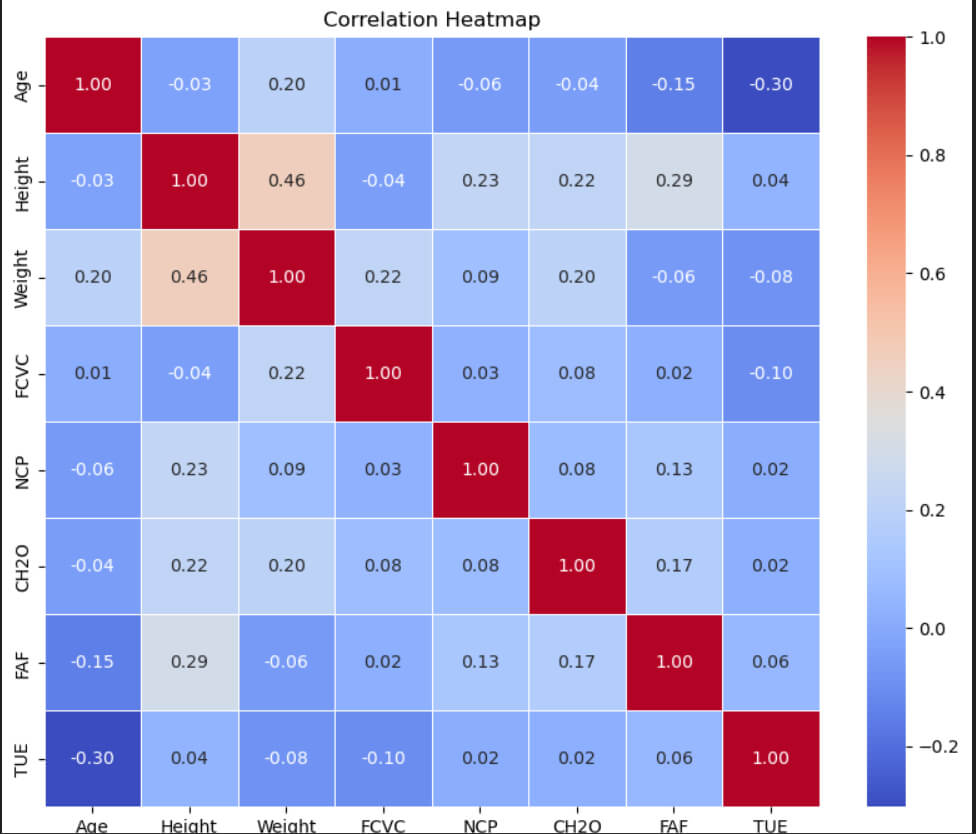 Correlation Heatmap
Age 1.00 -0.03 0.20 0.01 -0.06 -0.04 -0.15 -0.30
Height -0.03 1.00 0.46 -0.04 0.23 0.22 0.29 0.04
Weight 0.20 0.46 1.00 0.22 0.09 0.20 -0.06 -0.08
FCVC 0.01 -0.04 0.22 1.00 0.03 0.08 0.02 -0.10
NCP -0.06 0.23 0.09 0.03 1.00 0.08 0.13 0.02
CH2O -0.04 0.22 0.20 0.08 0.08 1.00 0.17 0.02
FAF -0.15 0.29 -0.06 0.02 0.13 0.17 1.00 0.06
TUE -0.30 0.04 -0.08 -0.10 0.02 0.02 0.06 1.00
Age Height Weight FCVC NCP CH2O FAF TUE
1.0
0.8
0.6
0.4
0.2
0.0
−0.2